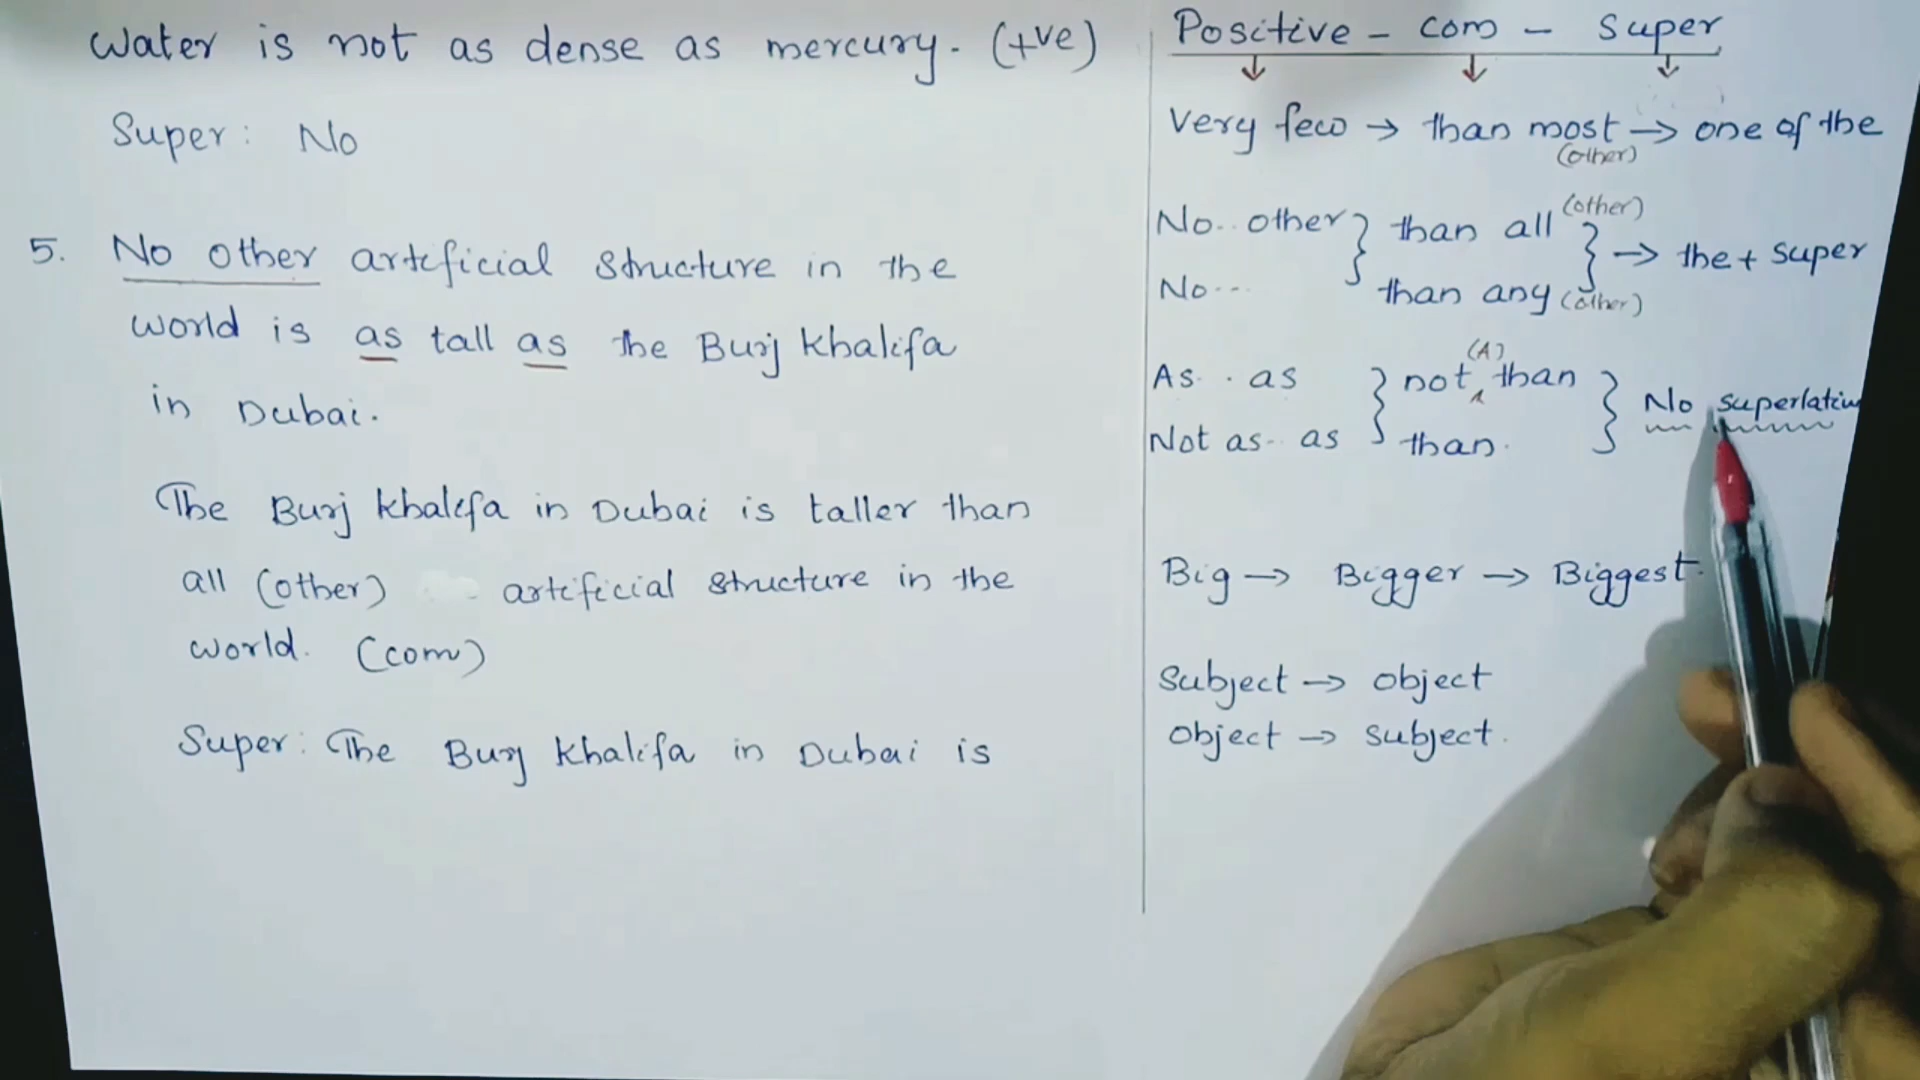 Water is not as dense as mercury. (+ve)
Super: No
5. No other artificial structure in the
world is as tall as the Burj Khalifa
in Dubai.
The Burj Khalifa in Dubai is taller than
all (other) artificial structure in the
world. (com)
Super: The Burj Khalifa in Dubai is
Positive - com - Super
Very few → than most → one of the
(other)
No.. other } than all (other) } → the + super
No... than any (other)
As.. as } not (A) than } No superlative
Not as.. as than.
Big → Bigger → Biggest.
Subject → object
object → subject.